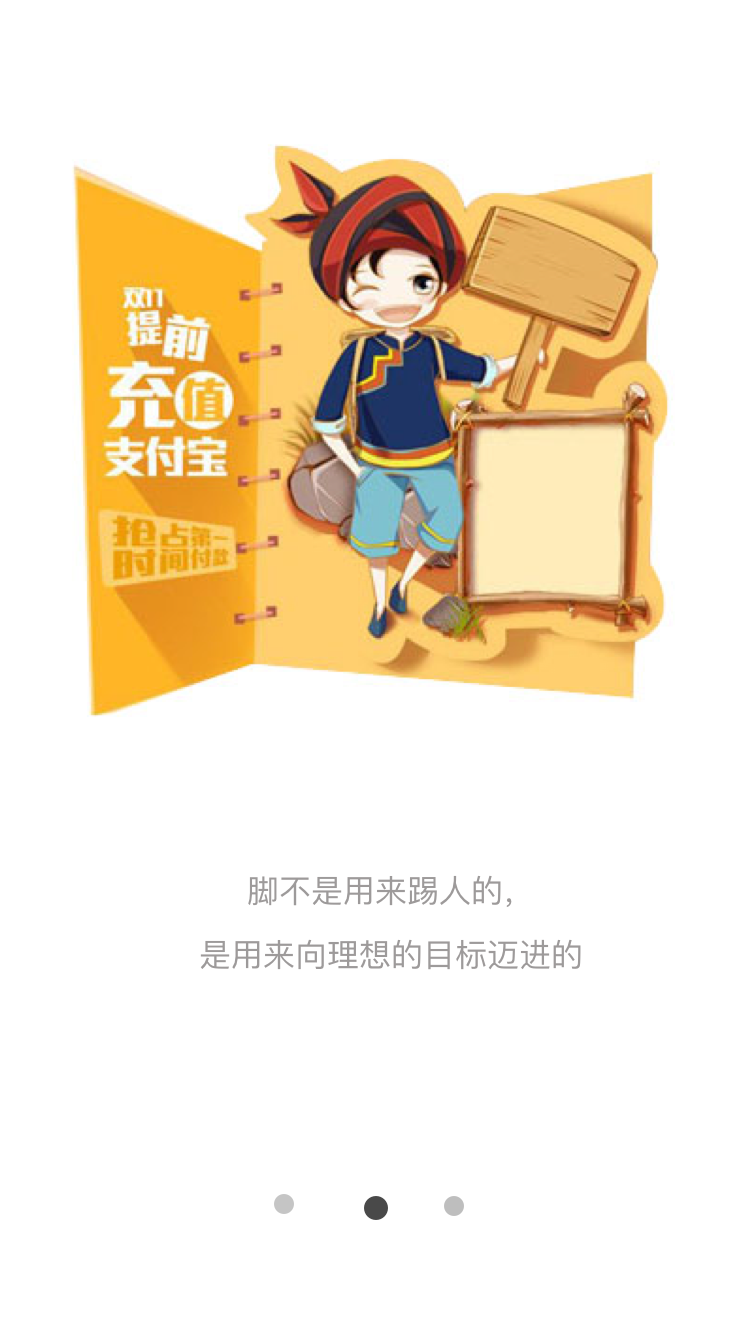 双11
提前
充值
支付宝
抢占第一
时间付款
脚不是用来踢人的,
是用来向理想的目标迈进的